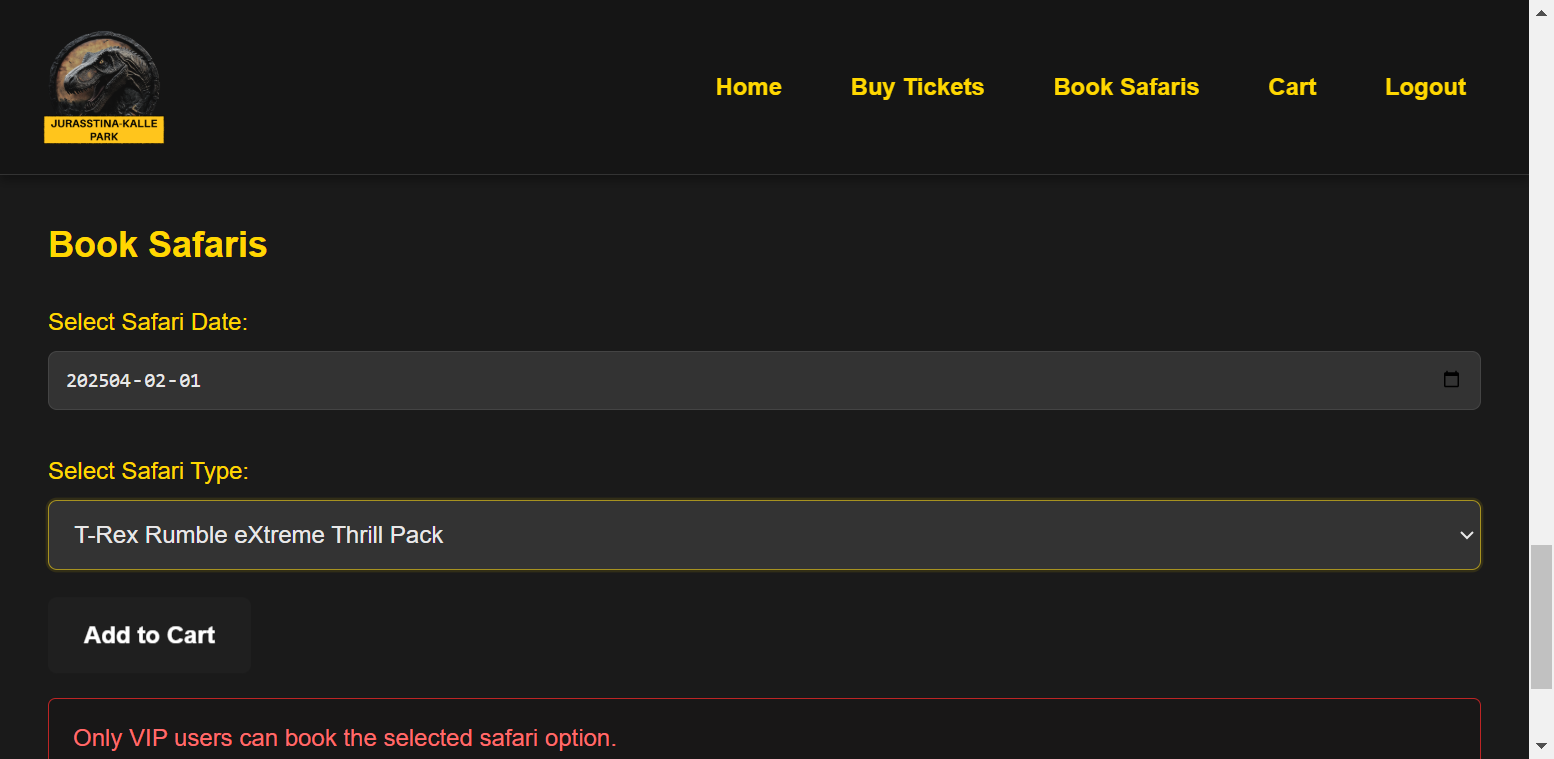 JURASSTINA-KALLE
PARK
Home
Buy Tickets
Book Safaris
Cart
Logout
Book Safaris
Select Safari Date:
202504-02-01
Select Safari Type:
T-Rex Rumble eXtreme Thrill Pack
Add to Cart
Only VIP users can book the selected safari option.